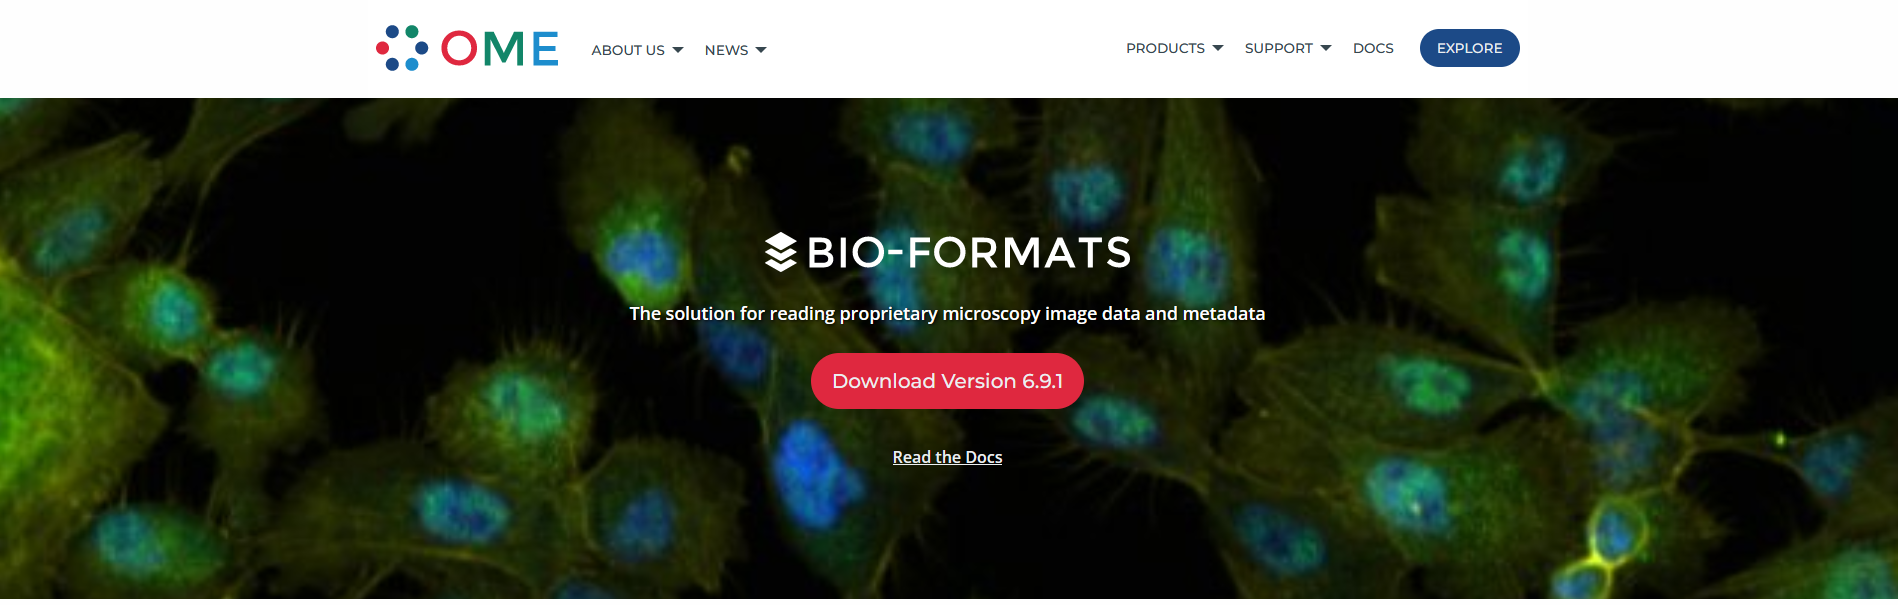 OME
ABOUT US
NEWS
PRODUCTS
SUPPORT
DOCS
EXPLORE
BIO-FORMATS
The solution for reading proprietary microscopy image data and metadata
Download Version 6.9.1
Read the Docs